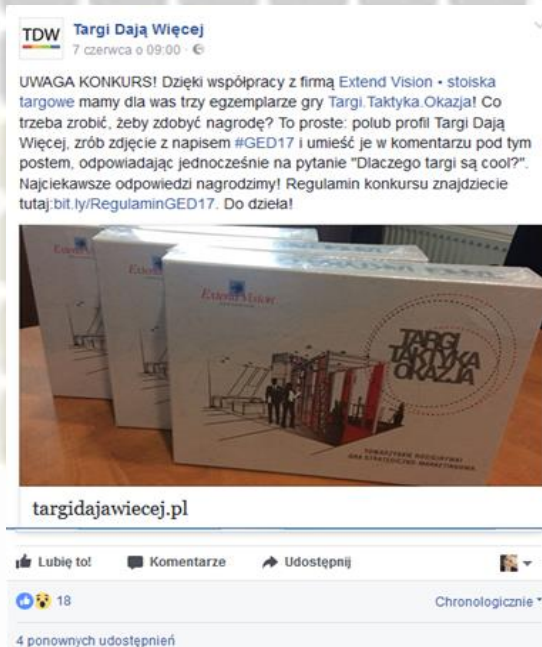 TDW
Targi Dają Więcej
7 czerwca o 09:00 ·
UWAGA KONKURS! Dzięki współpracy z firmą Extend Vision • stoiska
targowe mamy dla was trzy egzemplarze gry Targi.Taktyka.Okazja! Co
trzeba zrobić, żeby zdobyć nagrodę? To proste: polub profil Targi Dają
Więcej, zrób zdjęcie z napisem #GED17 i umieść je w komentarzu pod tym
postem, odpowiadając jednocześnie na pytanie "Dlaczego targi są cool?".
Najciekawsze odpowiedzi nagrodzimy! Regulamin konkursu znajdziecie
tutaj:bit.ly/RegulaminGED17. Do dzieła!
Extend Vision
TARGI
TAKTYKA
OKAZJA
targidajawiecej.pl
Lubię to!
Komentarze
Udostępnij
18
Chronologicznie
4 ponownych udostępnień